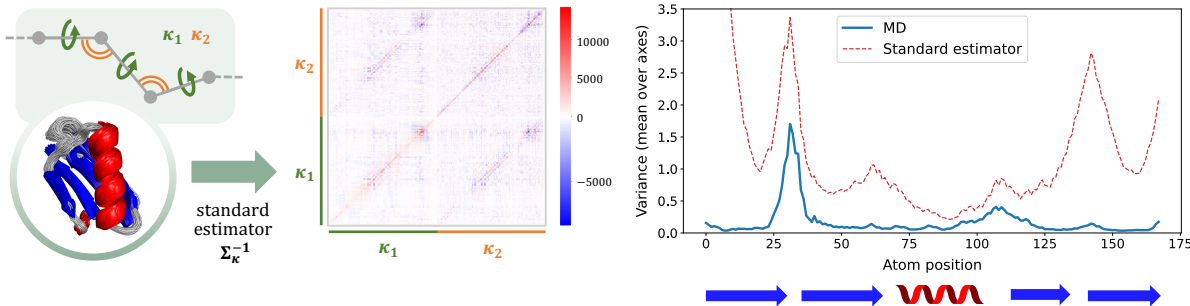 κ₁ κ₂
standard
estimator
Σκ⁻¹
κ₂
κ₁
κ₁ κ₂
10000
5000
0
−5000
Variance (mean over axes)
3.5
3.0
2.5
2.0
1.5
1.0
0.5
0.0
MD
Standard estimator
0 25 50 75 100 125 150 175
Atom position